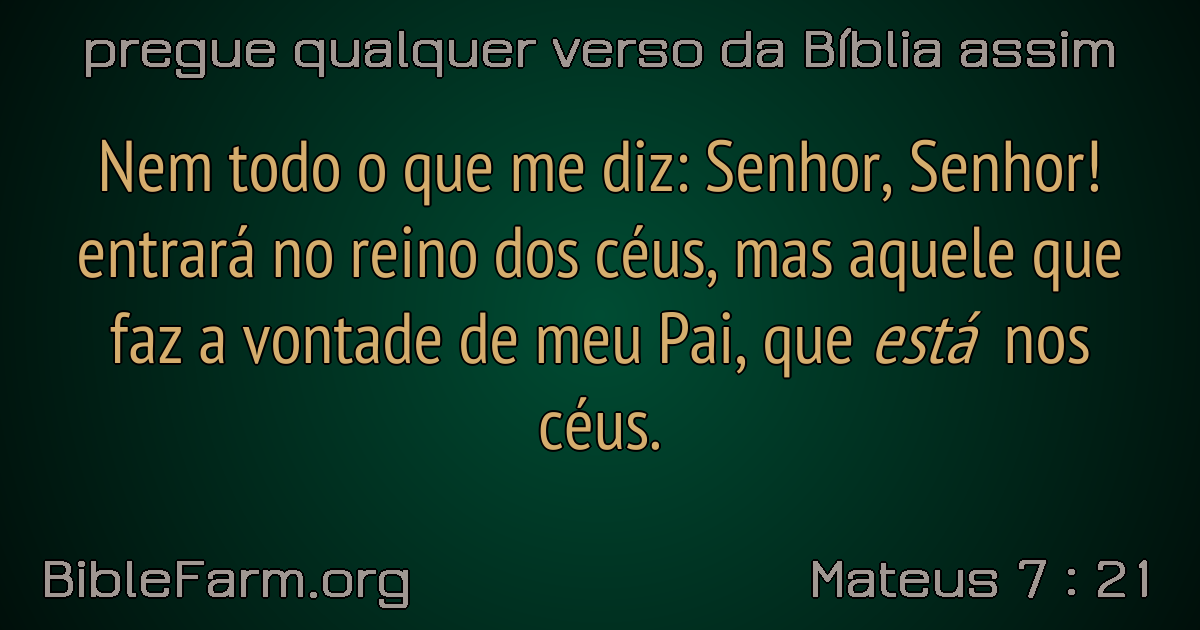 pregue qualquer verso da Bíblia assim
Nem todo o que me diz: Senhor, Senhor!
entrará no reino dos céus, mas aquele que
faz a vontade de meu Pai, que está nos
céus.
BibleFarm.org
Mateus 7 : 21